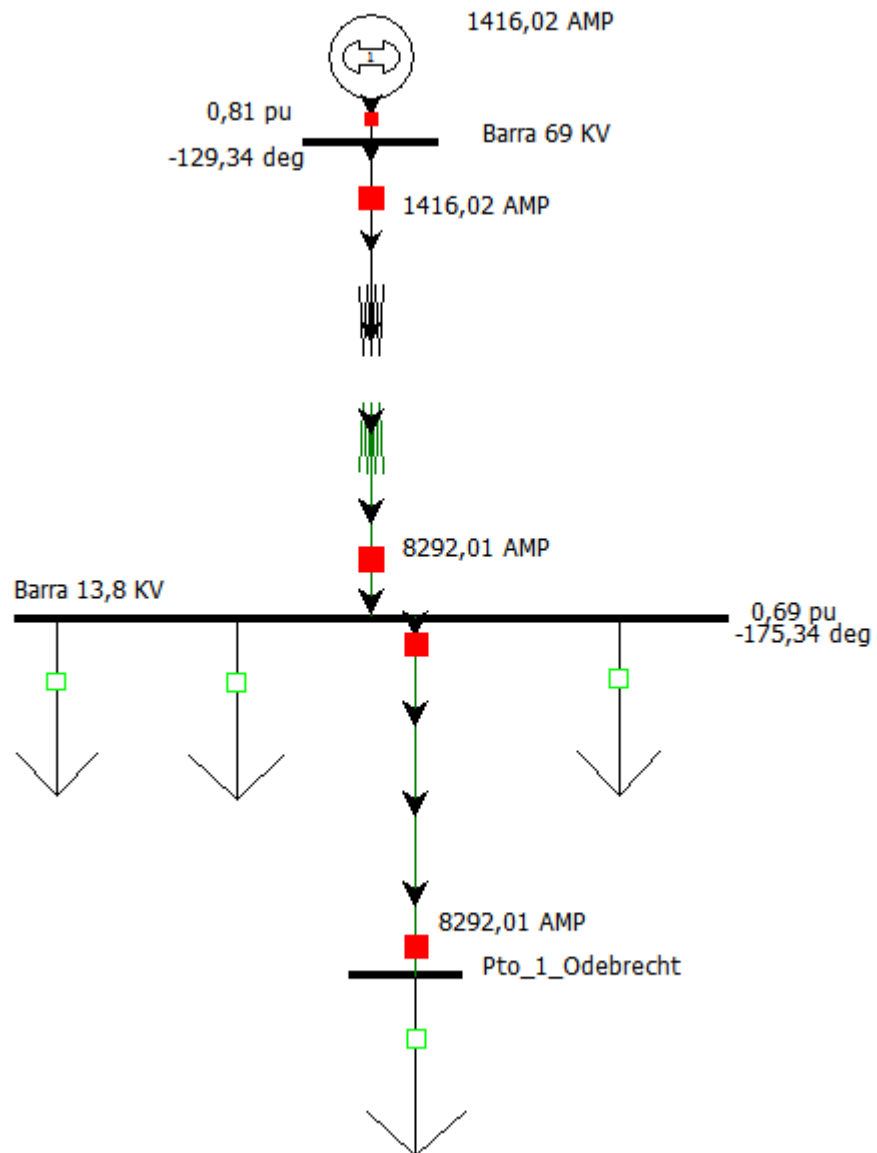 1416,02 AMP
1
0,81 pu
Barra 69 KV
-129,34 deg
1416,02 AMP
8292,01 AMP
Barra 13,8 KV
0,69 pu
-175,34 deg
8292,01 AMP
Pto_1_Odebrecht